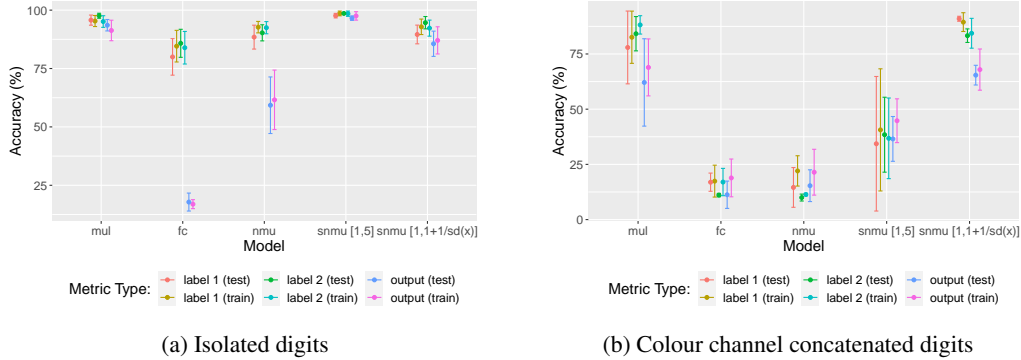 100
75
50
25
Accuracy (%)
mul fc nmu snmu [1,5] snmu [1,1+1/sd(x)]
Model
Metric Type:
label 1 (test) label 2 (test) output (test)
label 1 (train) label 2 (train) output (train)
(a) Isolated digits
75
50
25
0
Accuracy (%)
mul fc nmu snmu [1,5] snmu [1,1+1/sd(x)]
Model
Metric Type:
label 1 (test) label 2 (test) output (test)
label 1 (train) label 2 (train) output (train)
(b) Colour channel concatenated digits